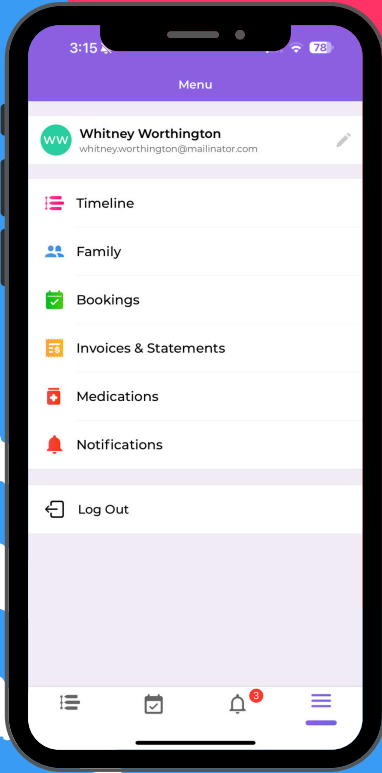 3:15
78
Menu
WW
Whitney Worthington
whitney.worthington@mailinator.com
Timeline
Family
Bookings
Invoices & Statements
Medications
Notifications
Log Out
3